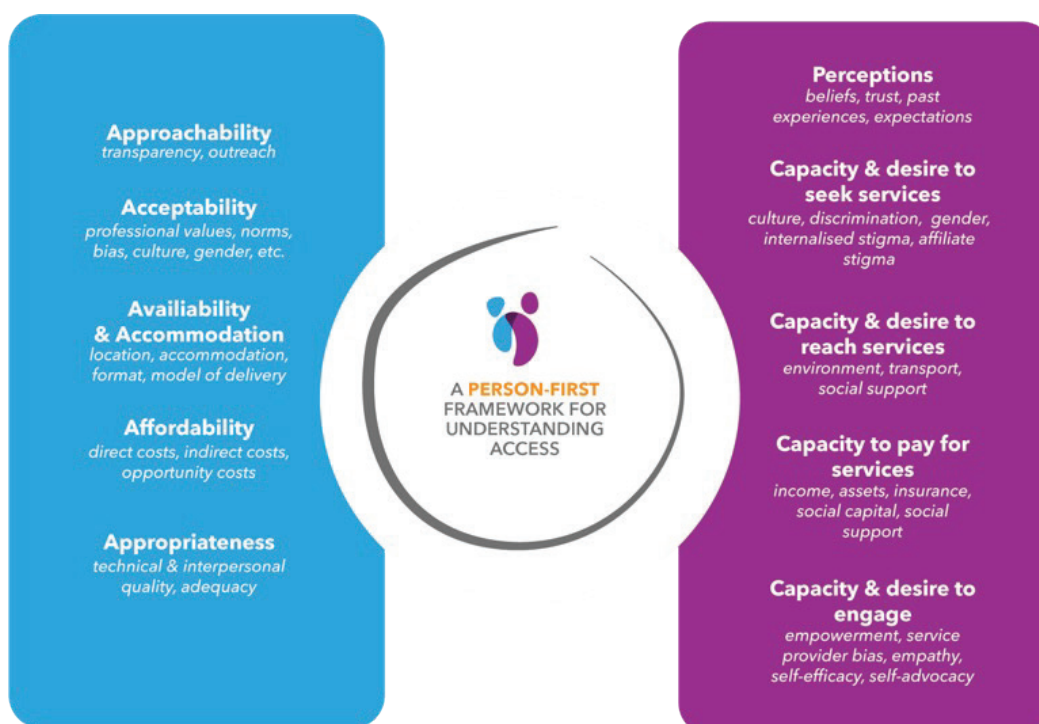 Approachability
transparency, outreach
Acceptability
professional values, norms,
bias, culture, gender, etc.
Availiability
& Accommodation
location, accommodation,
format, model of delivery
Affordability
direct costs, indirect costs,
opportunity costs
Appropriateness
technical & interpersonal
quality, adequacy
A PERSON-FIRST
FRAMEWORK FOR
UNDERSTANDING
ACCESS
Perceptions
beliefs, trust, past
experiences, expectations
Capacity & desire to
seek services
culture, discrimination, gender,
internalised stigma, affiliate
stigma
Capacity & desire to
reach services
environment, transport,
social support
Capacity to pay for
services
income, assets, insurance,
social capital, social
support
Capacity & desire to
engage
empowerment, service
provider bias, empathy,
self-efficacy, self-advocacy